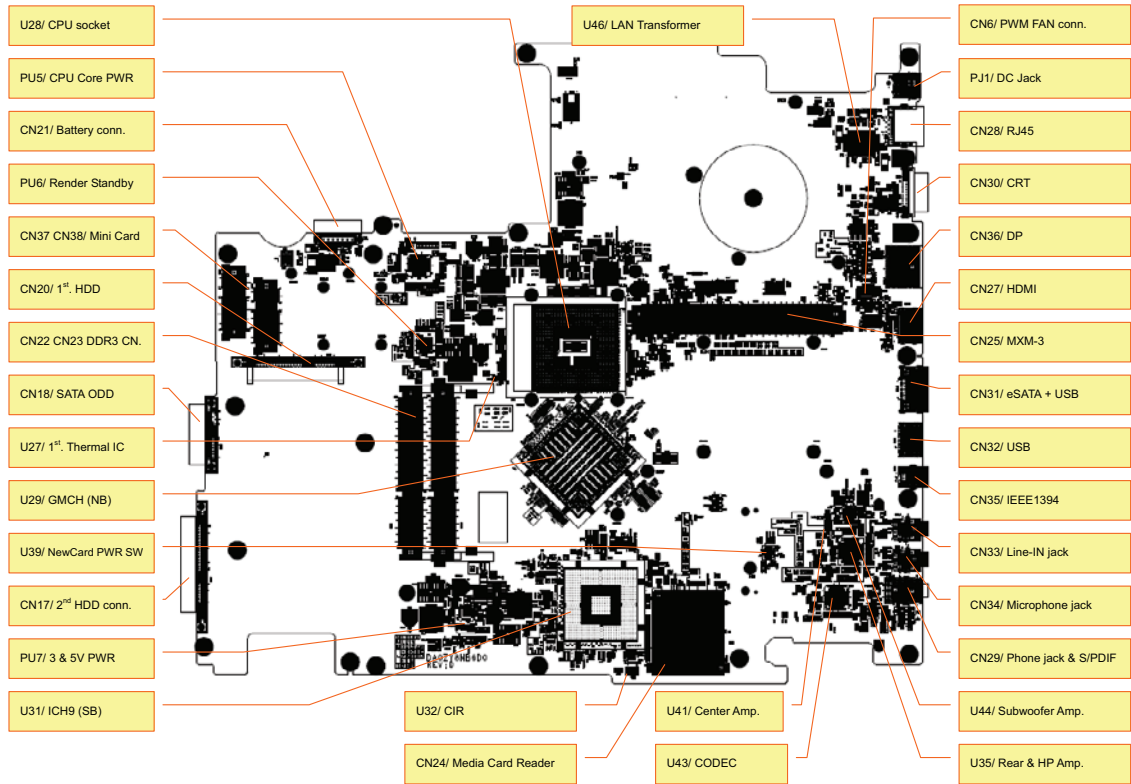 U28/ CPU socket
PU5/ CPU Core PWR
CN21/ Battery conn.
PU6/ Render Standby
CN37 CN38/ Mini Card
CN20/ 1st. HDD
CN22 CN23 DDR3 CN.
CN18/ SATA ODD
U27/ 1st. Thermal IC
U29/ GMCH (NB)
U39/ NewCard PWR SW
CN17/ 2nd HDD conn.
PU7/ 3 & 5V PWR
U31/ ICH9 (SB)
U46/ LAN Transformer
U32/ CIR
CN24/ Media Card Reader
U41/ Center Amp.
U43/ CODEC
CN6/ PWM FAN conn.
PJ1/ DC Jack
CN28/ RJ45
CN30/ CRT
CN36/ DP
CN27/ HDMI
CN25/ MXM-3
CN31/ eSATA + USB
CN32/ USB
CN35/ IEEE1394
CN33/ Line-IN jack
CN34/ Microphone jack
CN29/ Phone jack & S/PDIF
U44/ Subwoofer Amp.
U35/ Rear & HP Amp.